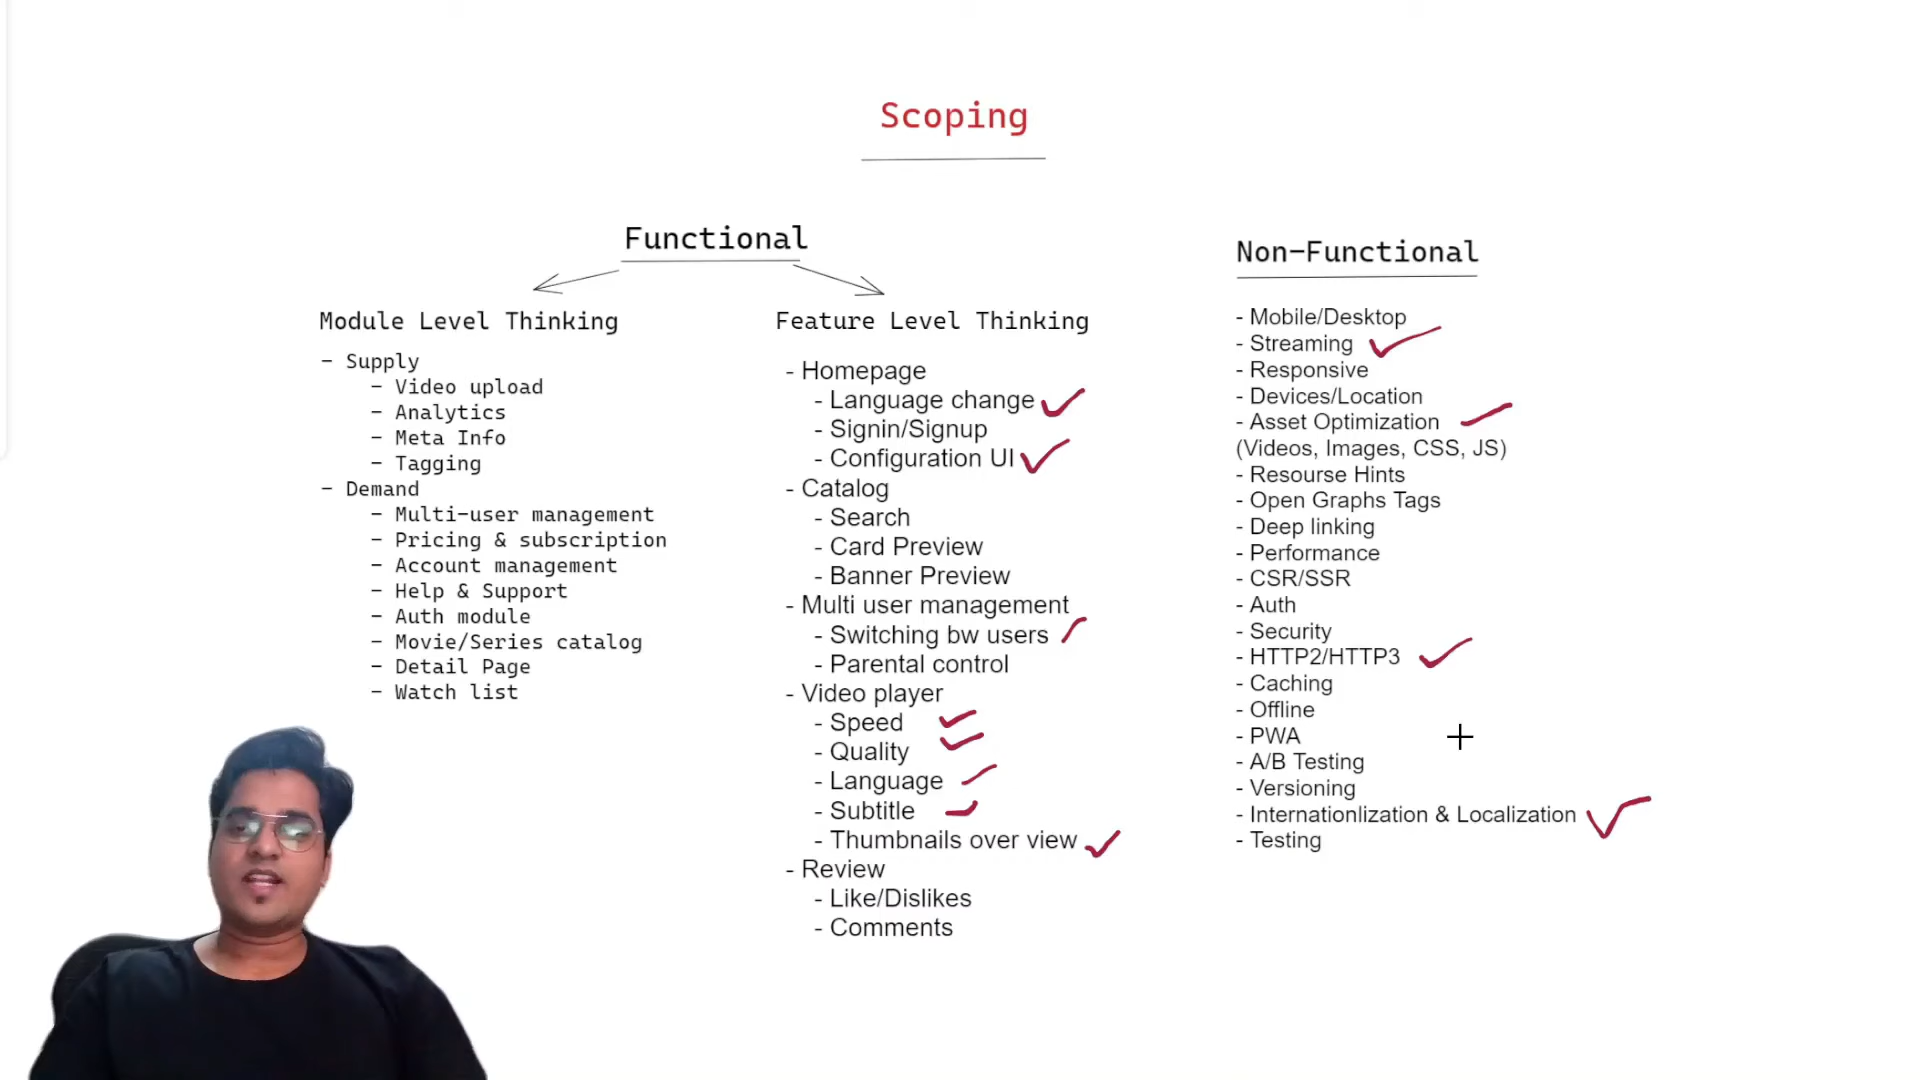 Scoping
Functional
Module Level Thinking
- Supply
- Video upload
- Analytics
- Meta Info
- Tagging
- Demand
- Multi-user management
- Pricing & subscription
- Account management
- Help & Support
- Auth module
- Movie/Series catalog
- Detail Page
- Watch list
Feature Level Thinking
- Homepage
- Language change
- Signin/Signup
- Configuration UI
- Catalog
- Search
- Card Preview
- Banner Preview
- Multi user management
- Switching bw users
- Parental control
- Video player
- Speed
- Quality
- Language
- Subtitle
- Thumbnails over view
- Review
- Like/Dislikes
- Comments
Non-Functional
- Mobile/Desktop
- Streaming
- Responsive
- Devices/Location
- Asset Optimization
(Videos, Images, CSS, JS)
- Resourse Hints
- Open Graphs Tags
- Deep linking
- Performance
- CSR/SSR
- Auth
- Security
- HTTP2/HTTP3
- Caching
- Offline
- PWA
- A/B Testing
- Versioning
- Internationlization & Localization
- Testing